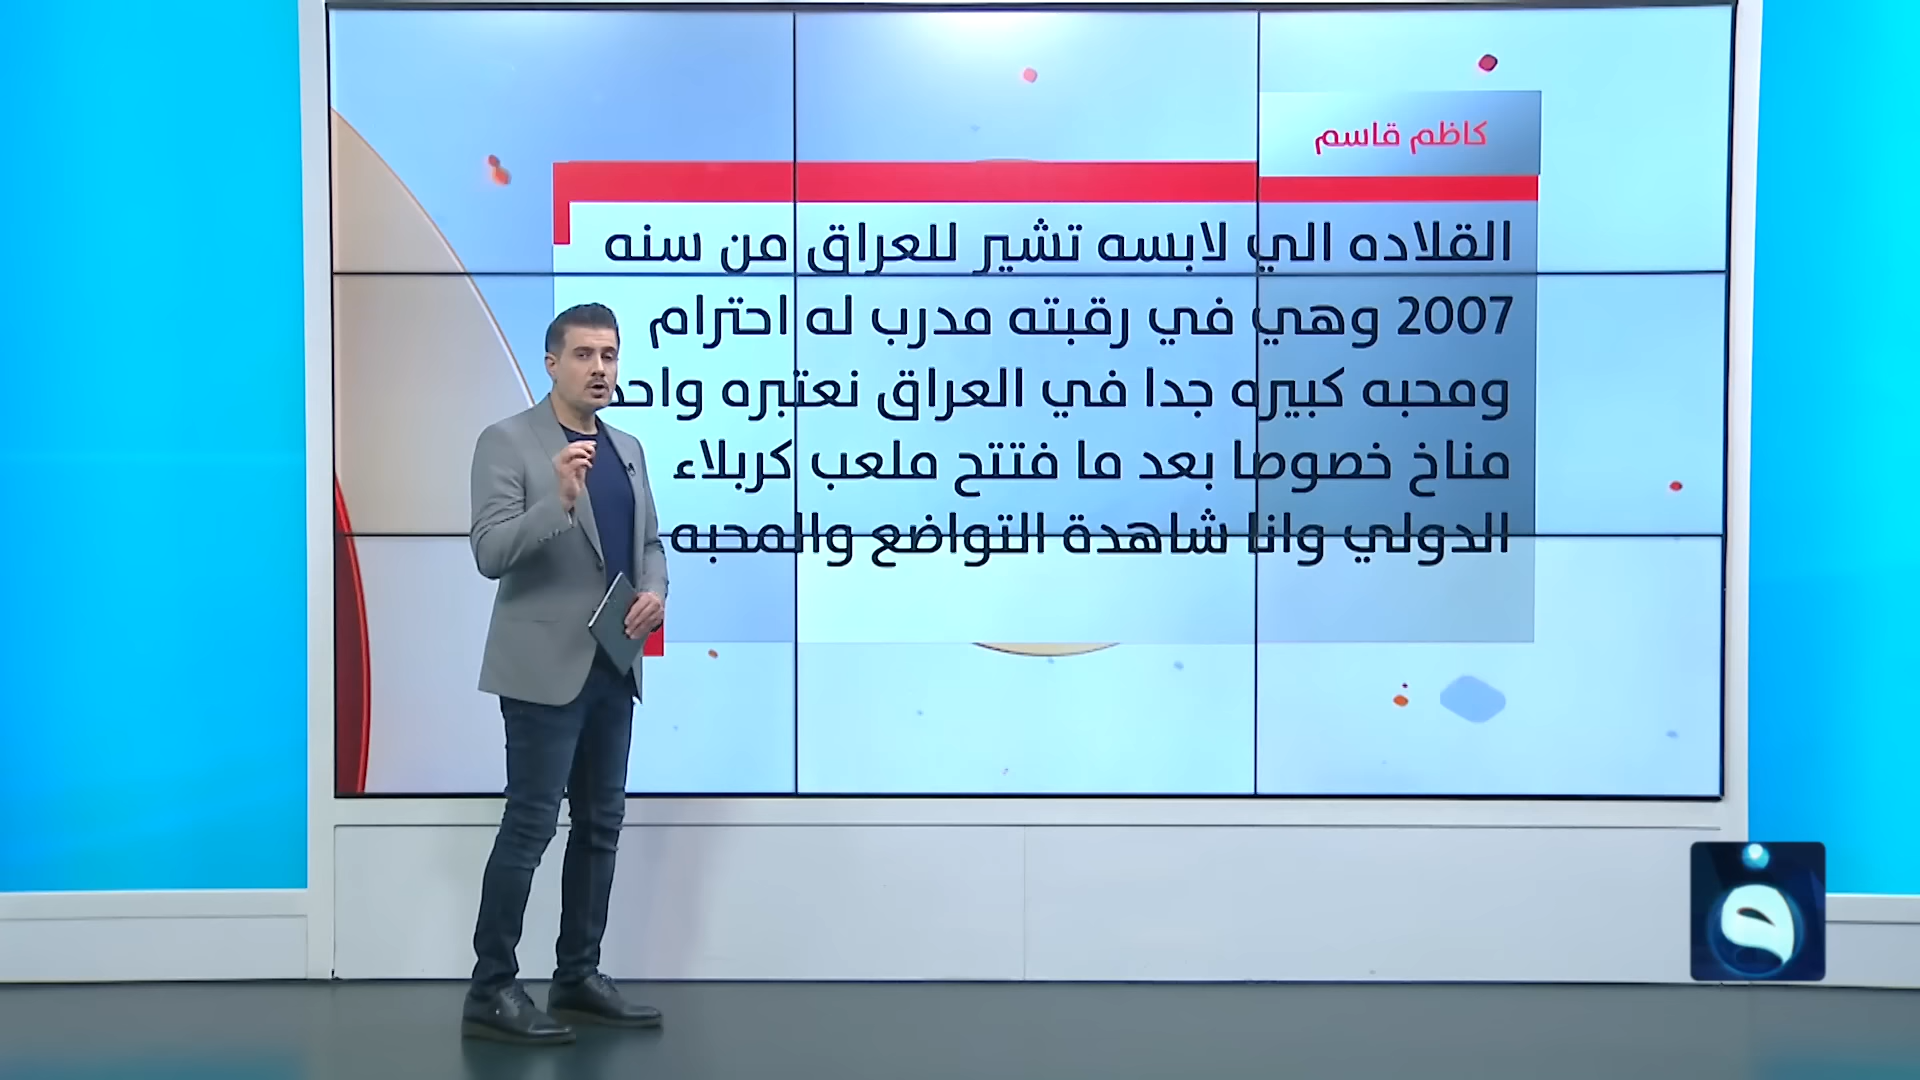 كاظم قاسم
القلاده الي لابسه تشير للعراق من سنه
2007 وهي في رقبته مدرب له احترام
ومحبه كبيره جدا في العراق نعتبره واحد
مناخ خصوصا بعد ما فتتح ملعب كربلاء
الدولي وانا شاهدة التواضع والمحبه